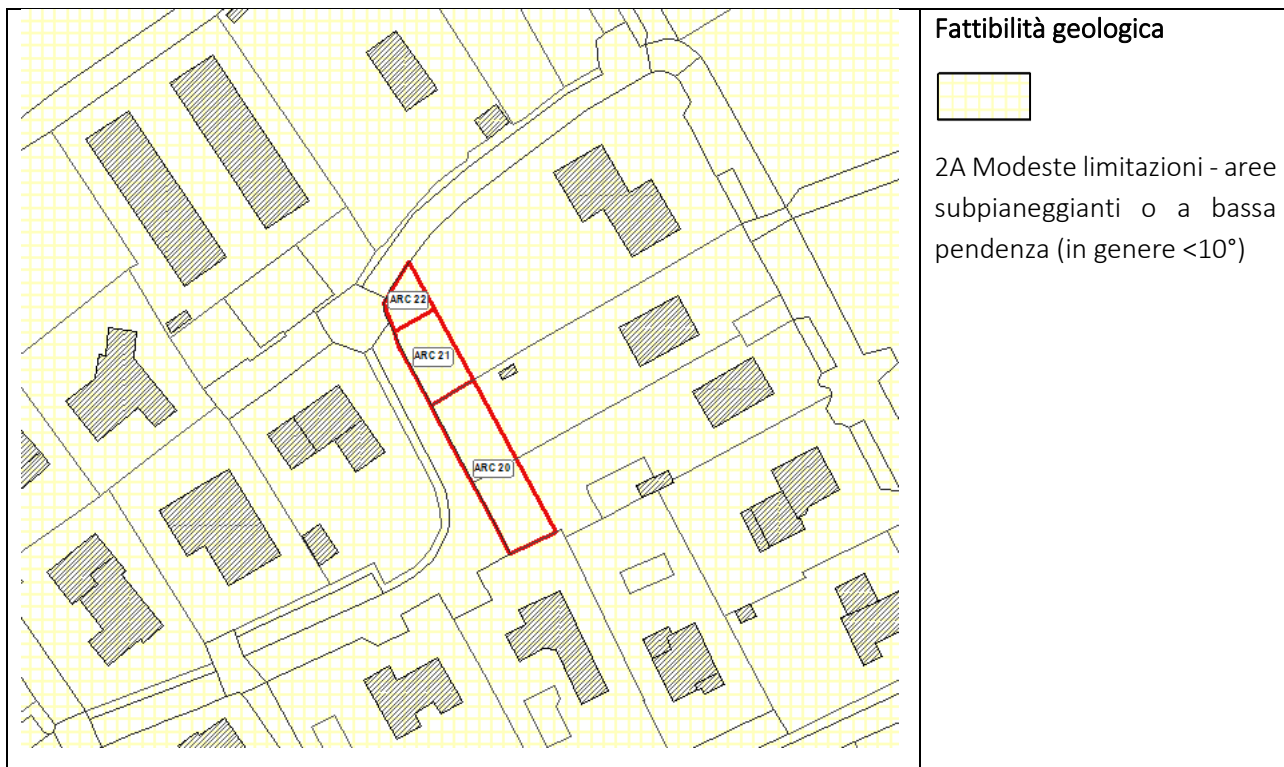 Fattibilità geologica
2A Modeste limitazioni - aree
subpianeggianti o a bassa
pendenza (in genere <10°)
ARC 22
ARC 21
ARC 20